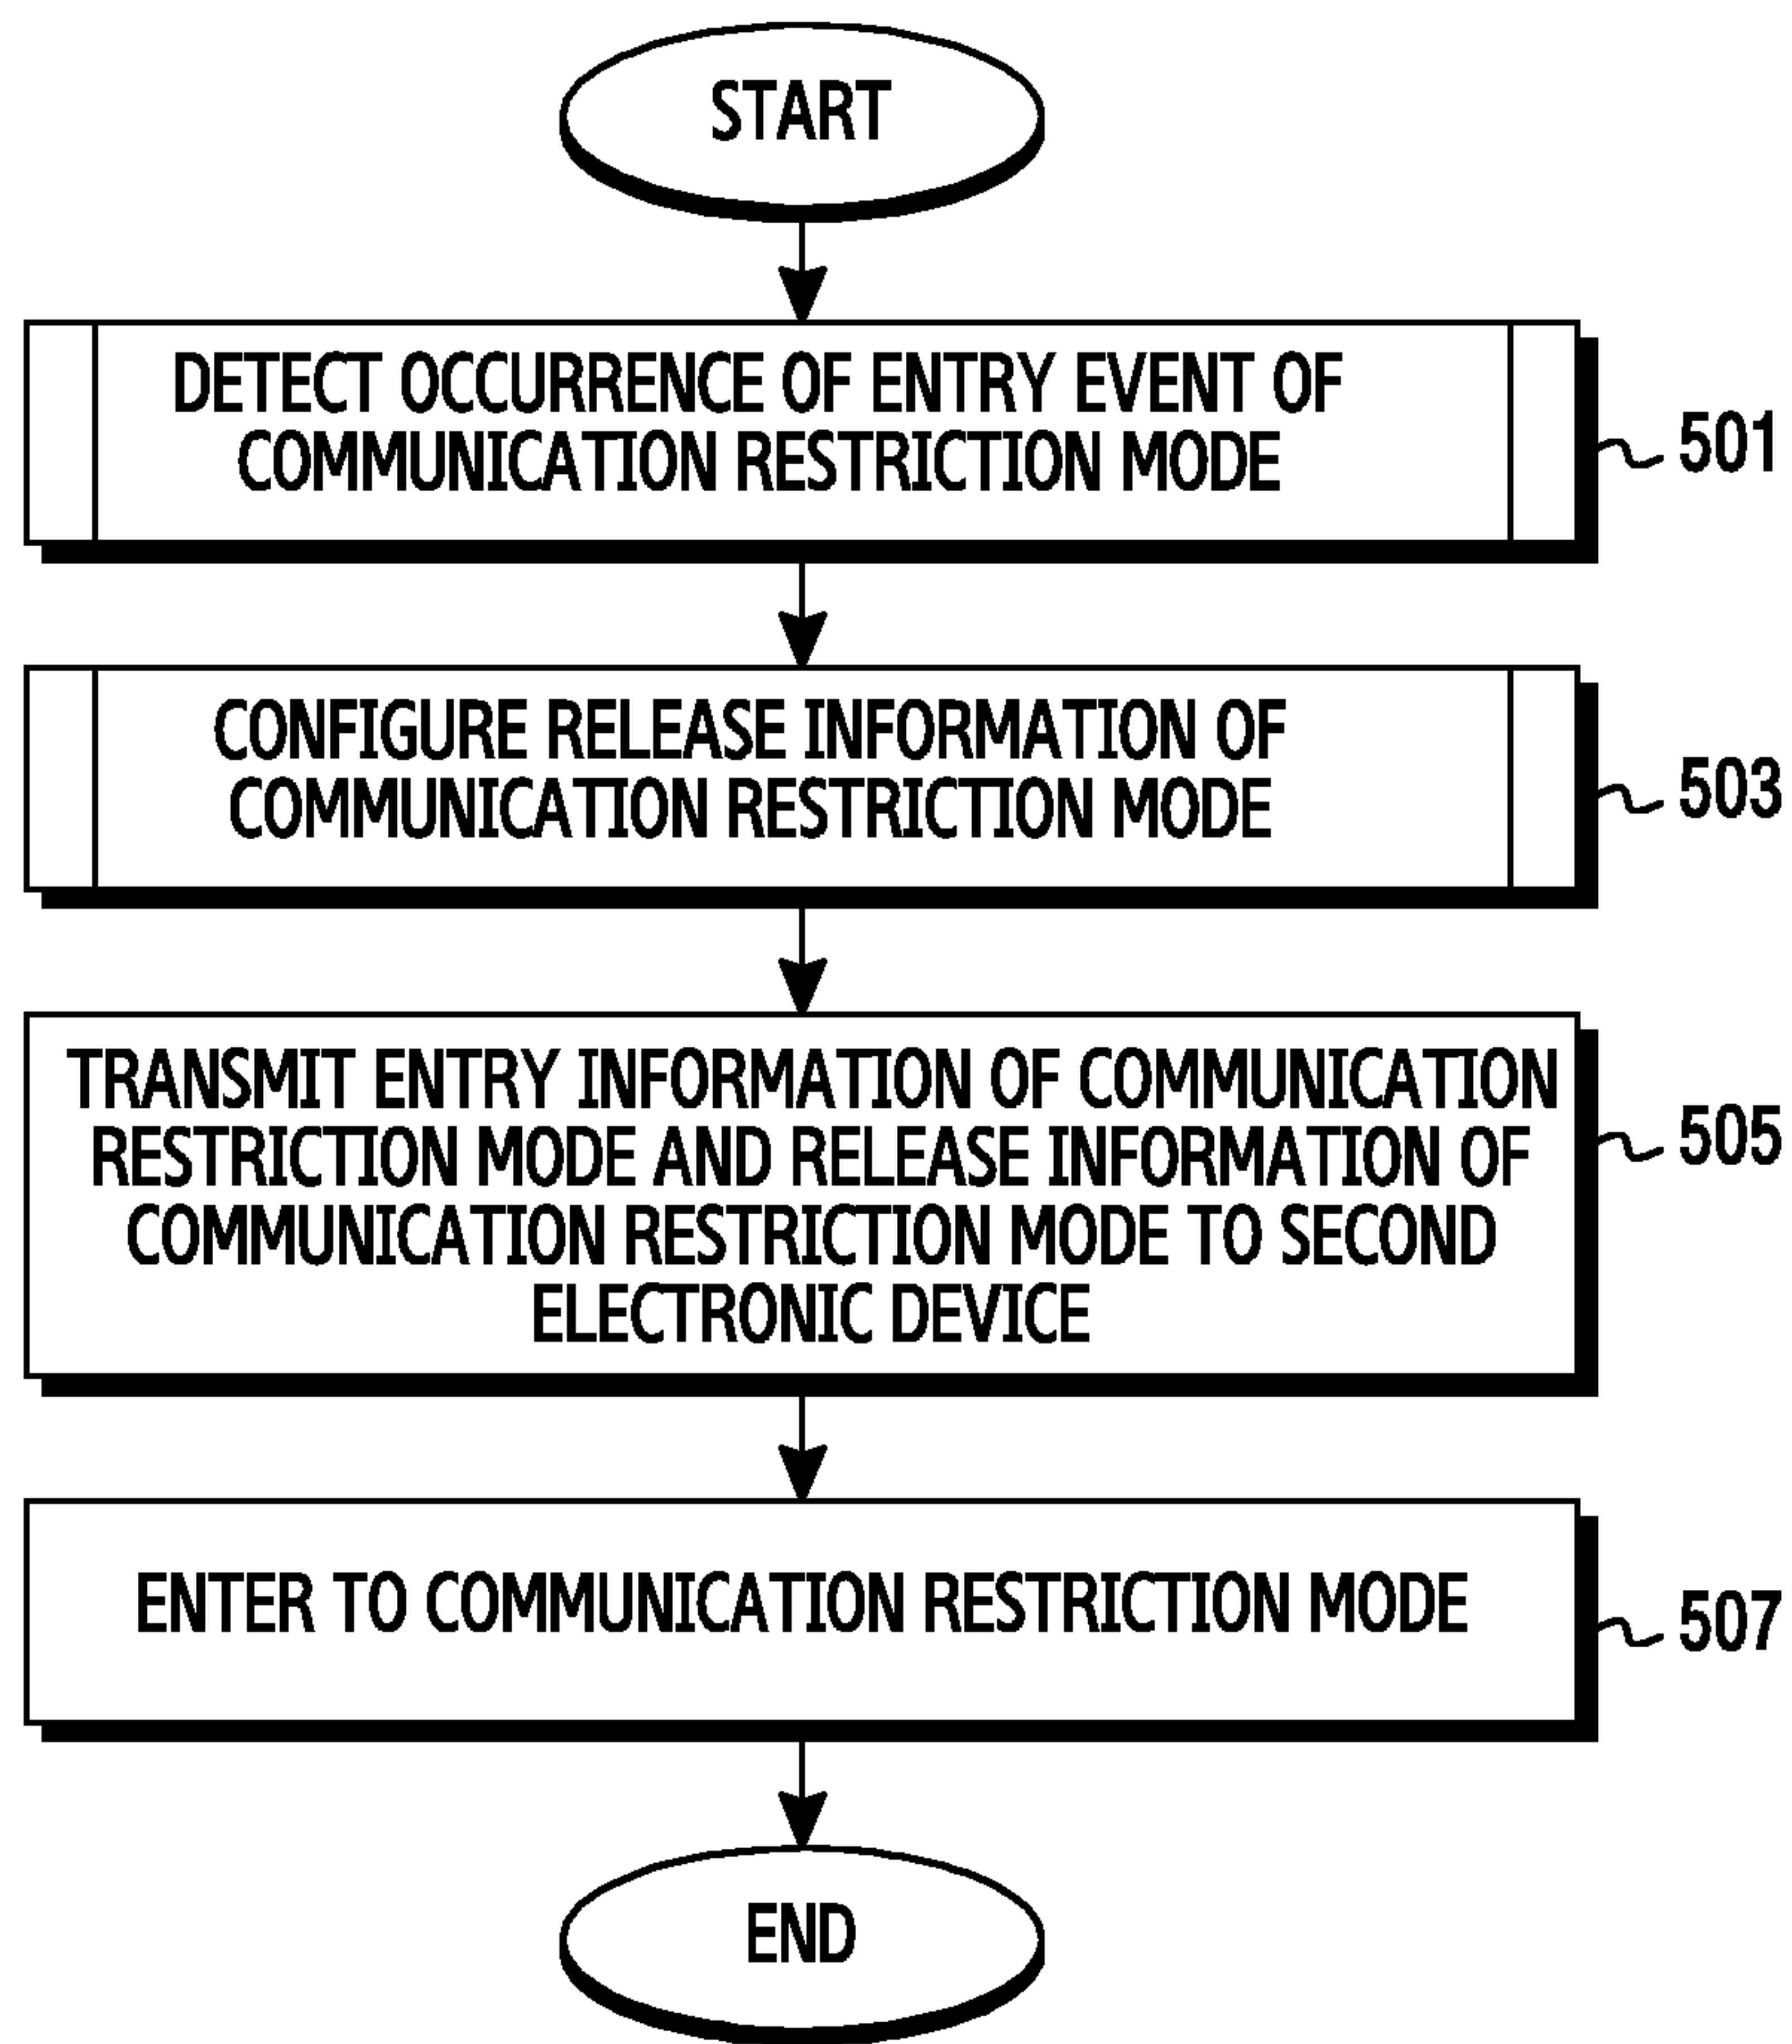 START
DETECT OCCURRENCE OF ENTRY EVENT OF
COMMUNICATION RESTRICTION MODE
501
CONFIGURE RELEASE INFORMATION OF
COMMUNICATION RESTRICTION MODE
503
TRANSMIT ENTRY INFORMATION OF COMMUNICATION
RESTRICTION MODE AND RELEASE INFORMATION OF
COMMUNICATION RESTRICTION MODE TO SECOND
ELECTRONIC DEVICE
505
ENTER TO COMMUNICATION RESTRICTION MODE
507
END